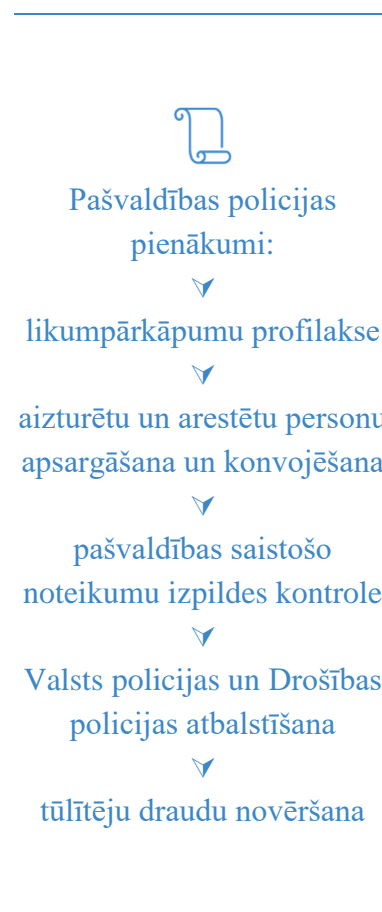 Pašvaldības policijas
pienākumi:
likumpārkāpumu profilakse
aizturētu un arestētu personu
apsargāšana un konvojēšana
pašvaldības saistošo
noteikumu izpildes kontrole
Valsts policijas un Drošības
policijas atbalstīšana
tūlītēju draudu novēršana